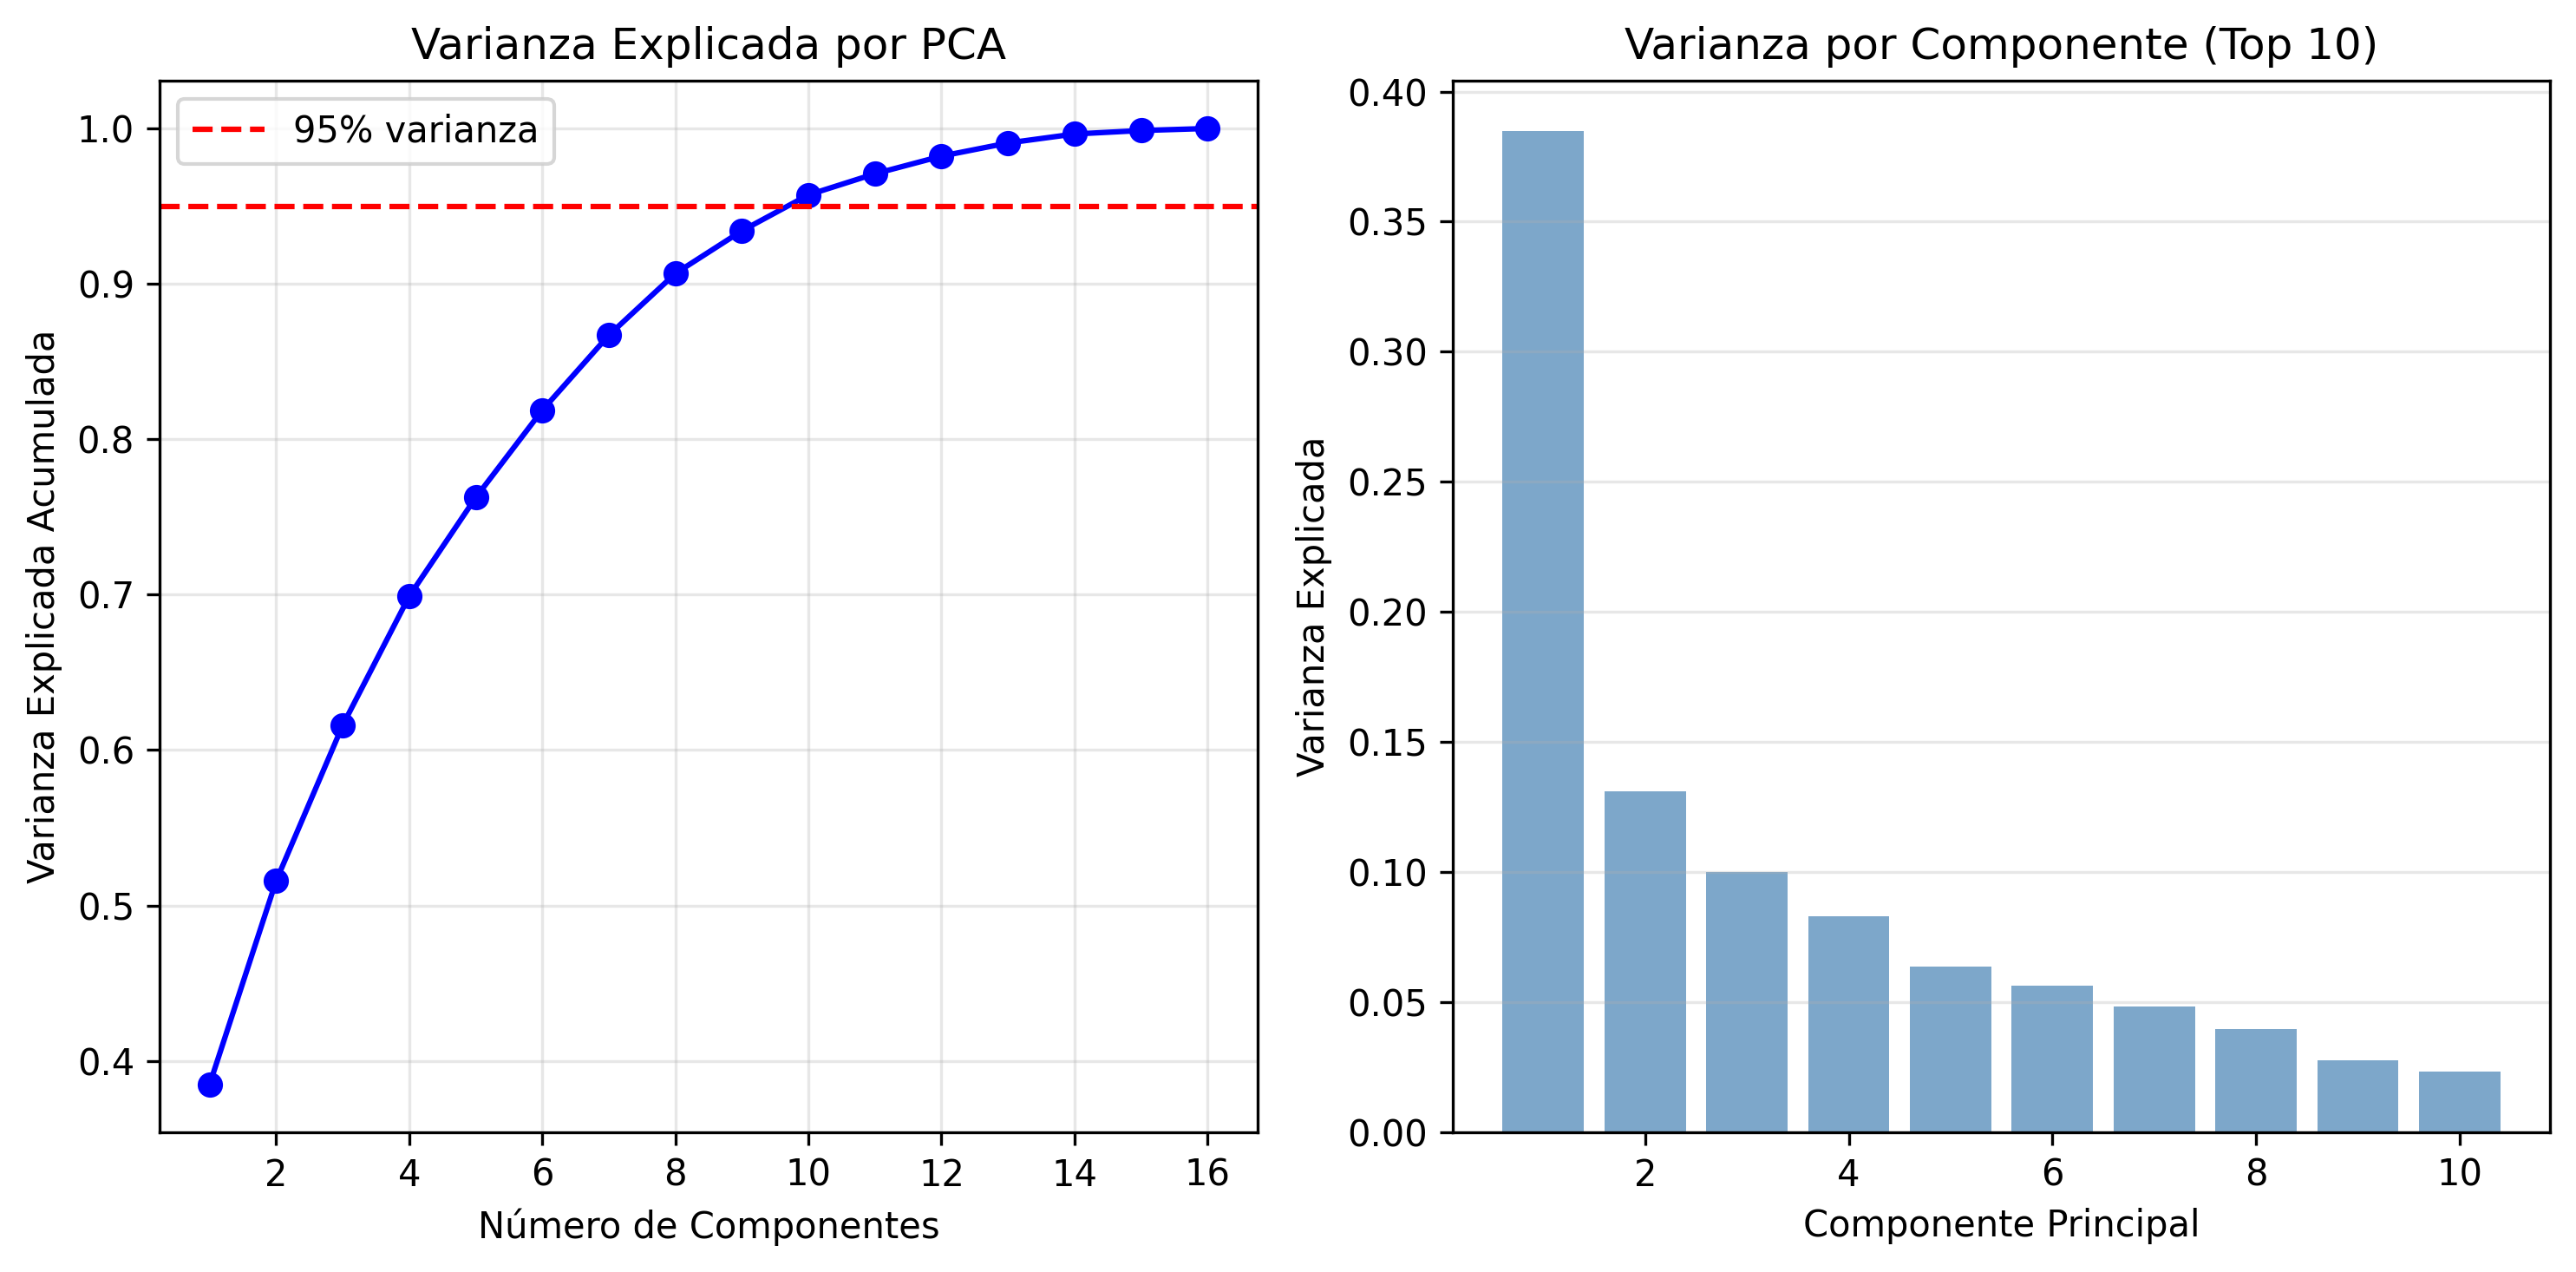 Varianza Explicada por PCA
95% varianza
1.0
0.9
0.8
0.7
0.6
0.5
0.4
Varianza Explicada Acumulada
2 4 6 8 10 12 14 16
Número de Componentes
Varianza por Componente (Top 10)
0.40
0.35
0.30
0.25
0.20
0.15
0.10
0.05
0.00
Varianza Explicada
2 4 6 8 10
Componente Principal